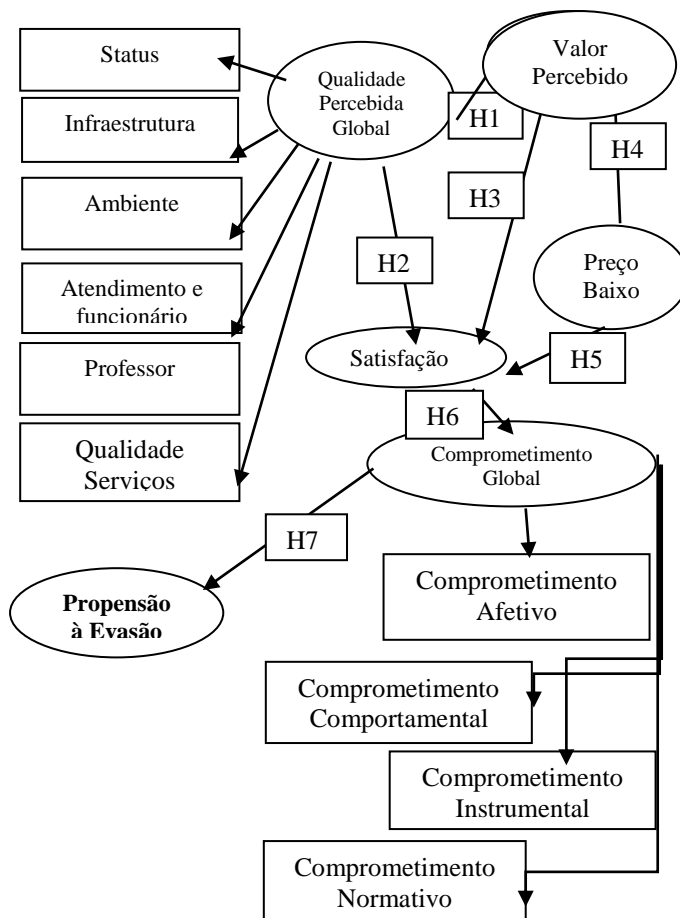 Status
Qualidade
Percebida
Global
Valor
Percebido
Infraestrutura
H1
H4
Ambiente
H3
H2
Preço
Baixo
Atendimento e
funcionário
Satisfação
H5
Professor
H6
Qualidade
Serviços
Comprometimento
Global
H7
Propensão
à Evasão
Comprometimento
Afetivo
Comprometimento
Comportamental
Comprometimento
Instrumental
Comprometimento
Normativo